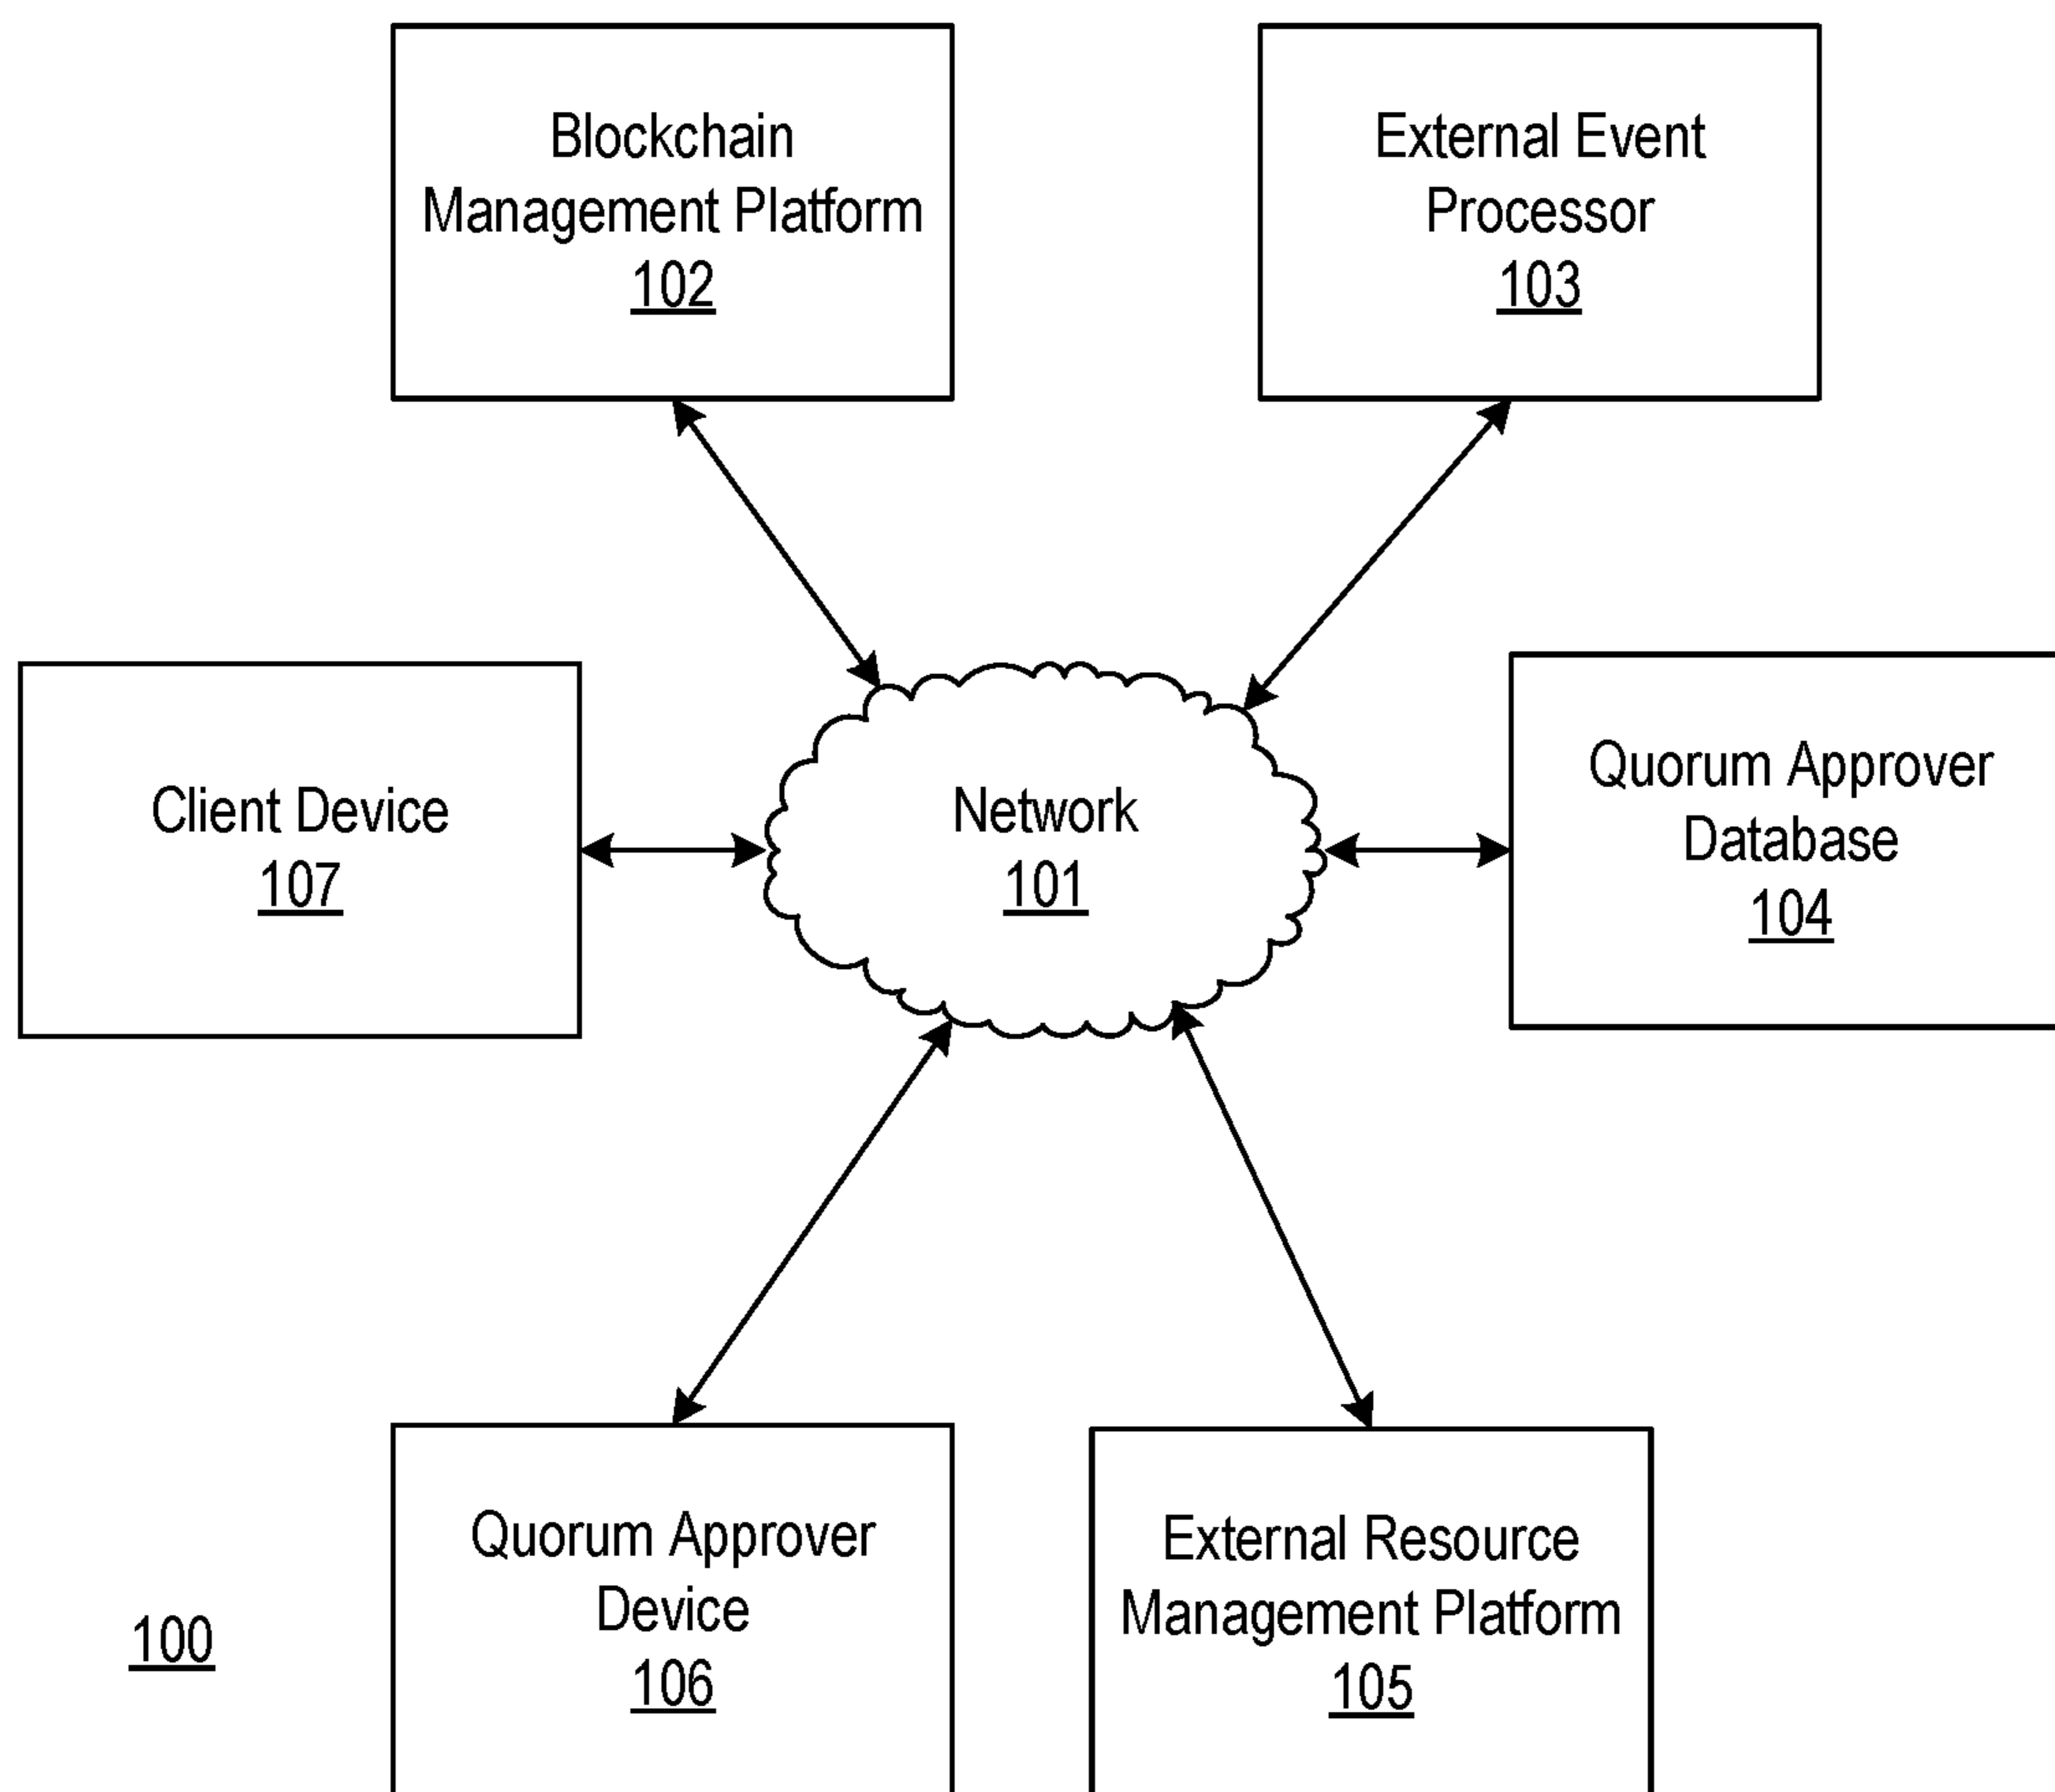 Blockchain
Management Platform
102
External Event
Processor
103
Client Device
107
Network
101
Quorum Approver
Database
104
Quorum Approver
Device
106
External Resource
Management Platform
105
100